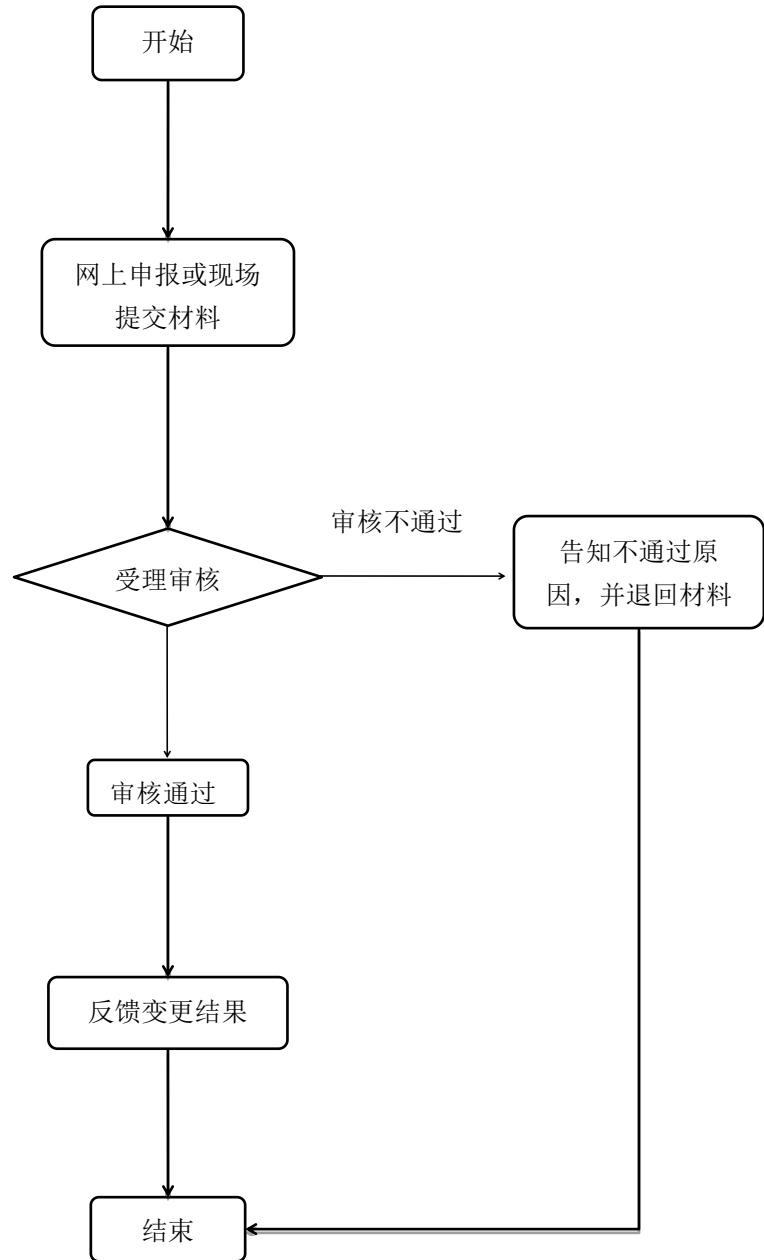 开始
网上申报或现场
提交材料
审核不通过
受理审核
告知不通过原
因，并退回材料
审核通过
反馈变更结果
结束